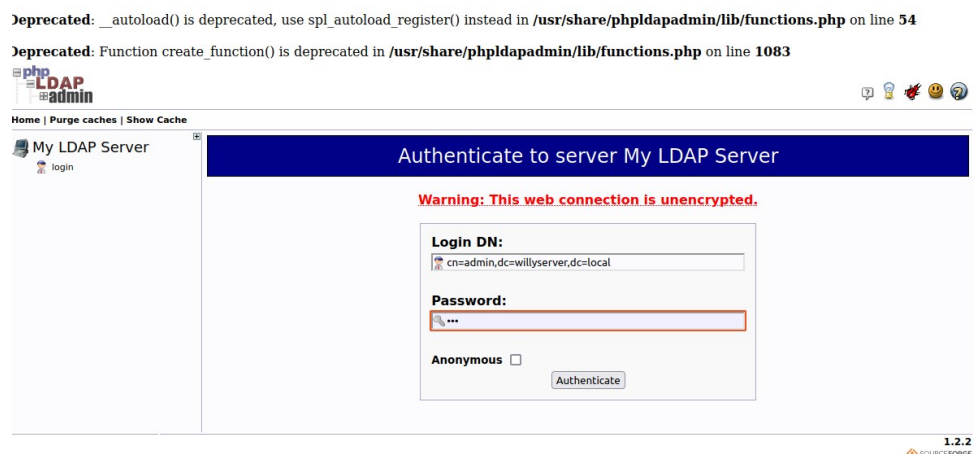 Deprecated: __autoload() is deprecated, use spl_autoload_register() instead in /usr/share/phpldapadmin/lib/functions.php on line 54
Deprecated: Function create_function() is deprecated in /usr/share/phpldapadmin/lib/functions.php on line 1083
php
LDAP
admin
Home | Purge caches | Show Cache
My LDAP Server
login
Authenticate to server My LDAP Server
Warning: This web connection is unencrypted.
Login DN:
cn=admin,dc=willyserver,dc=local
Password:
•••
Anonymous
Authenticate
1.2.2
SOURCEFORGE